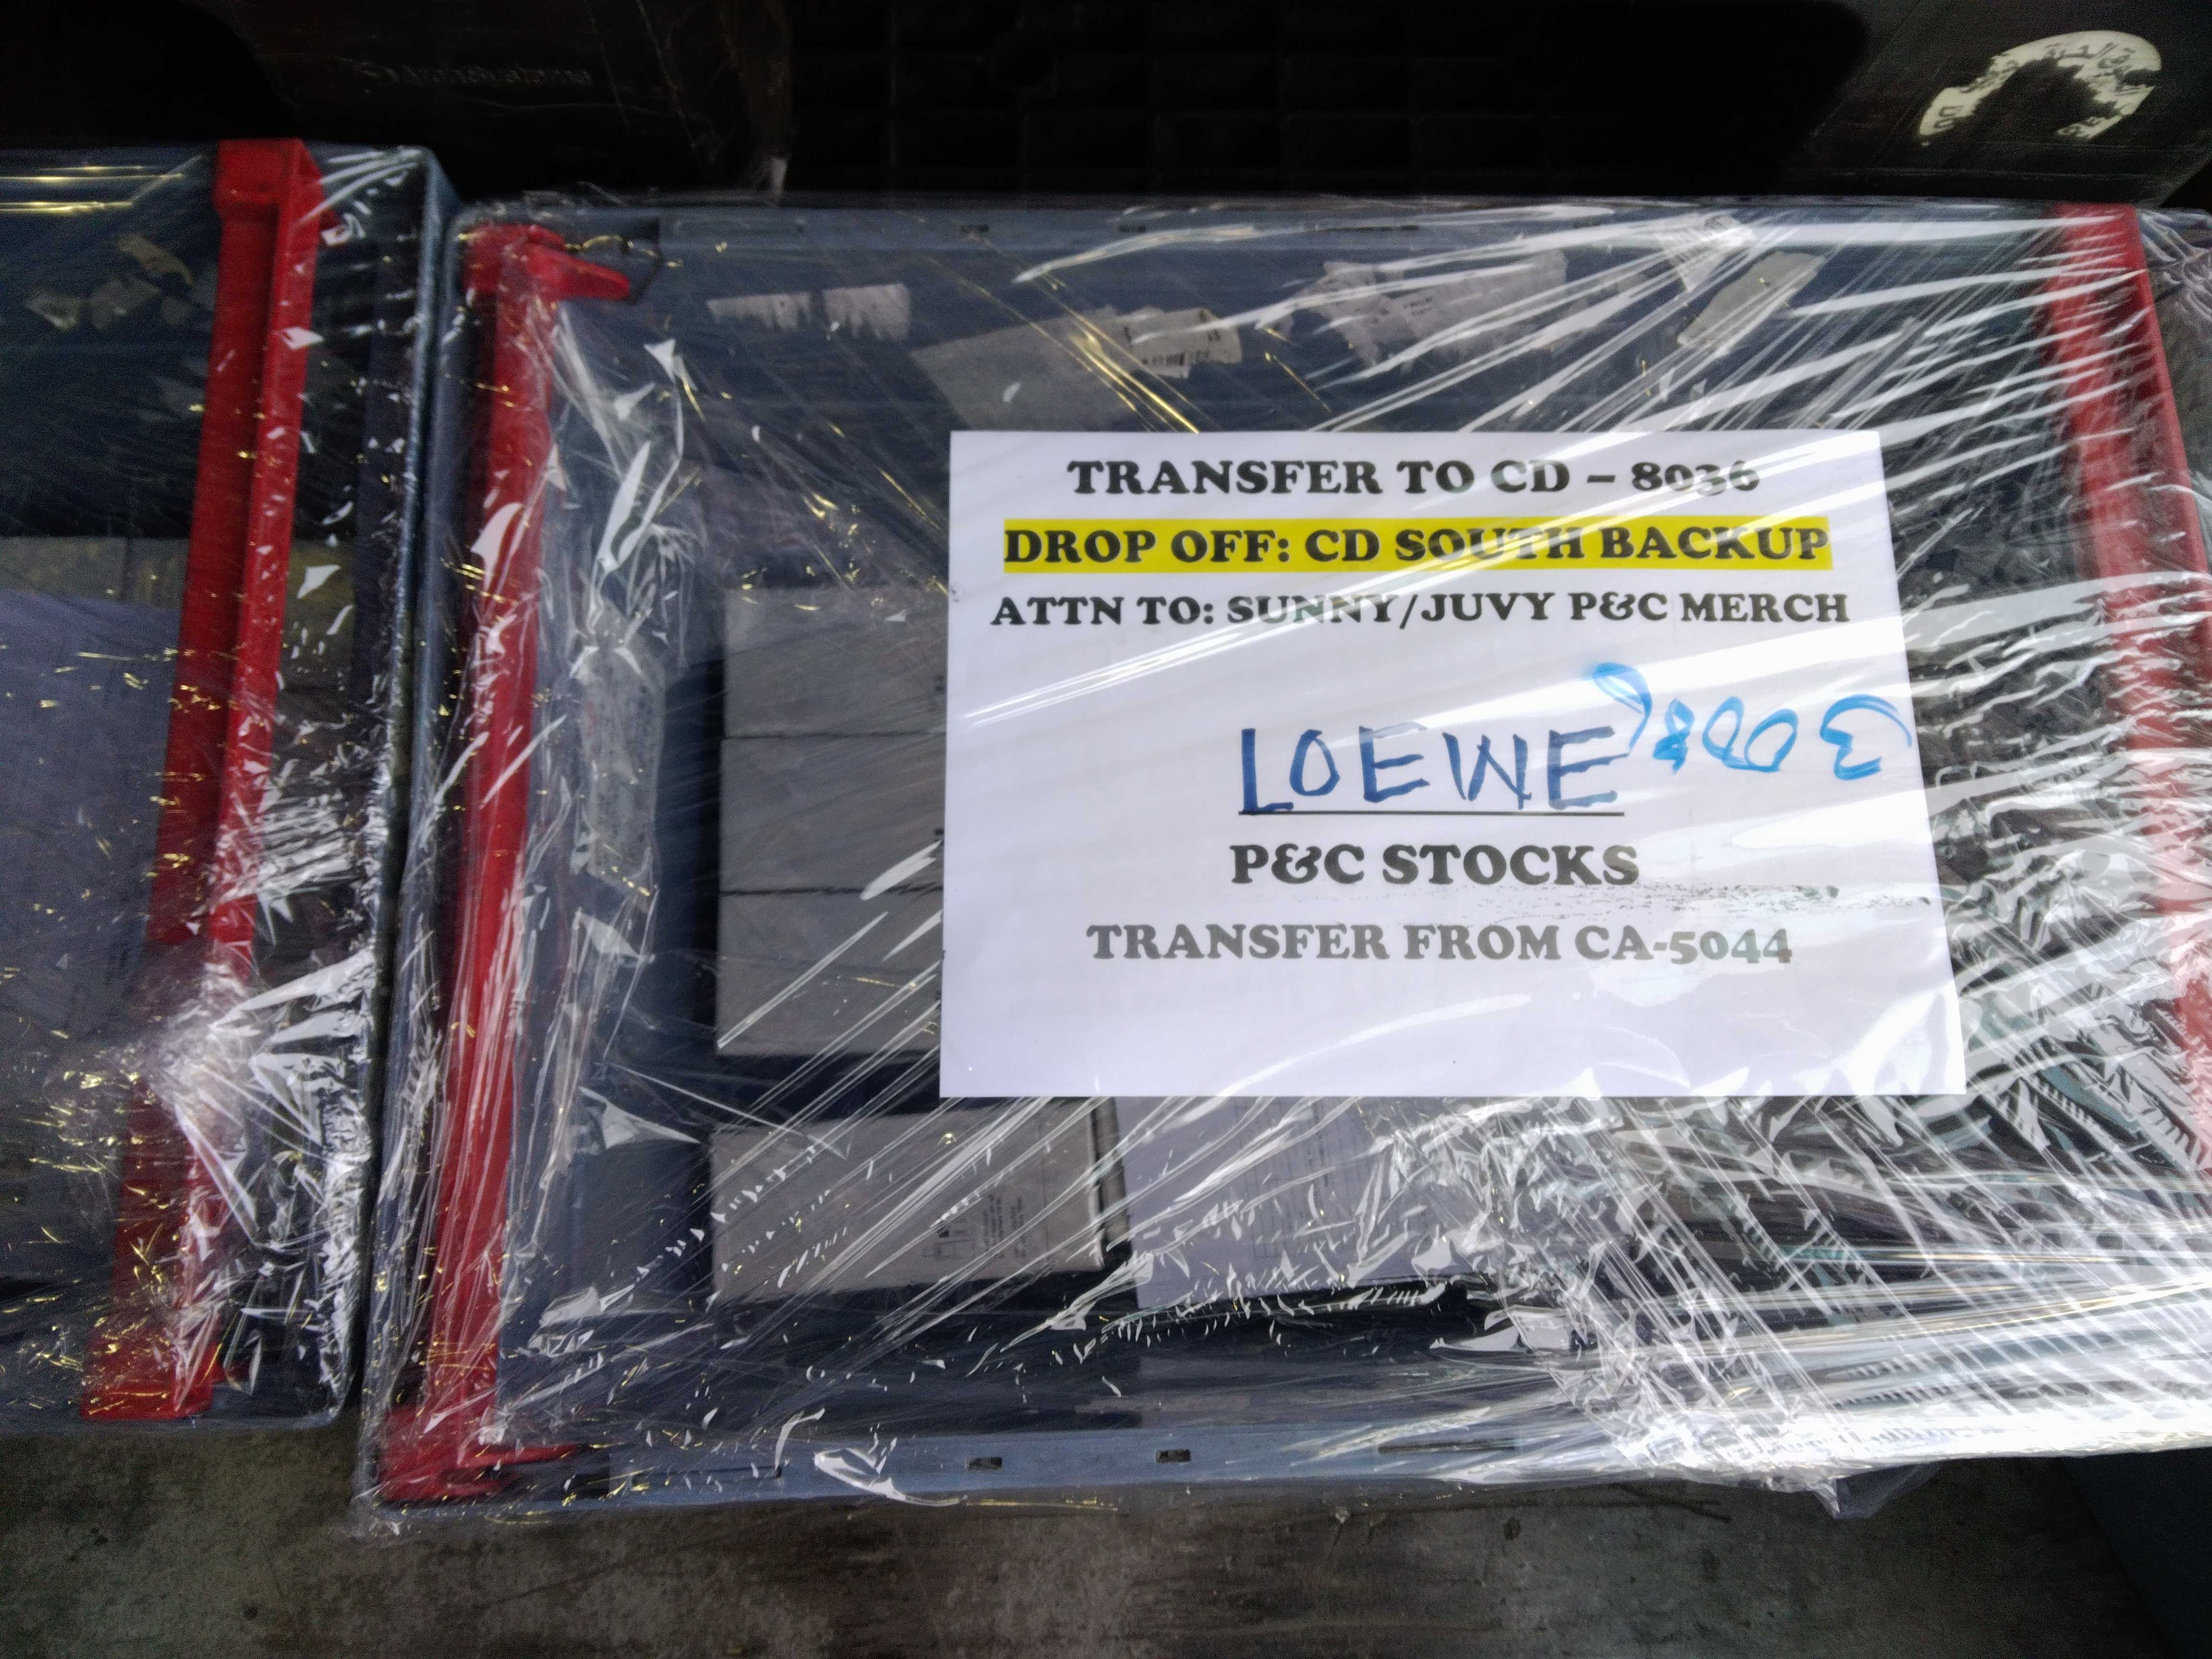 TRANSFER TO CD – 8036
DROP OFF: CD SOUTH BACKUP
ATTN TO: SUNNY/JUVY P&C MERCH
LOEWE
P&C STOCKS
TRANSFER FROM CA-5044